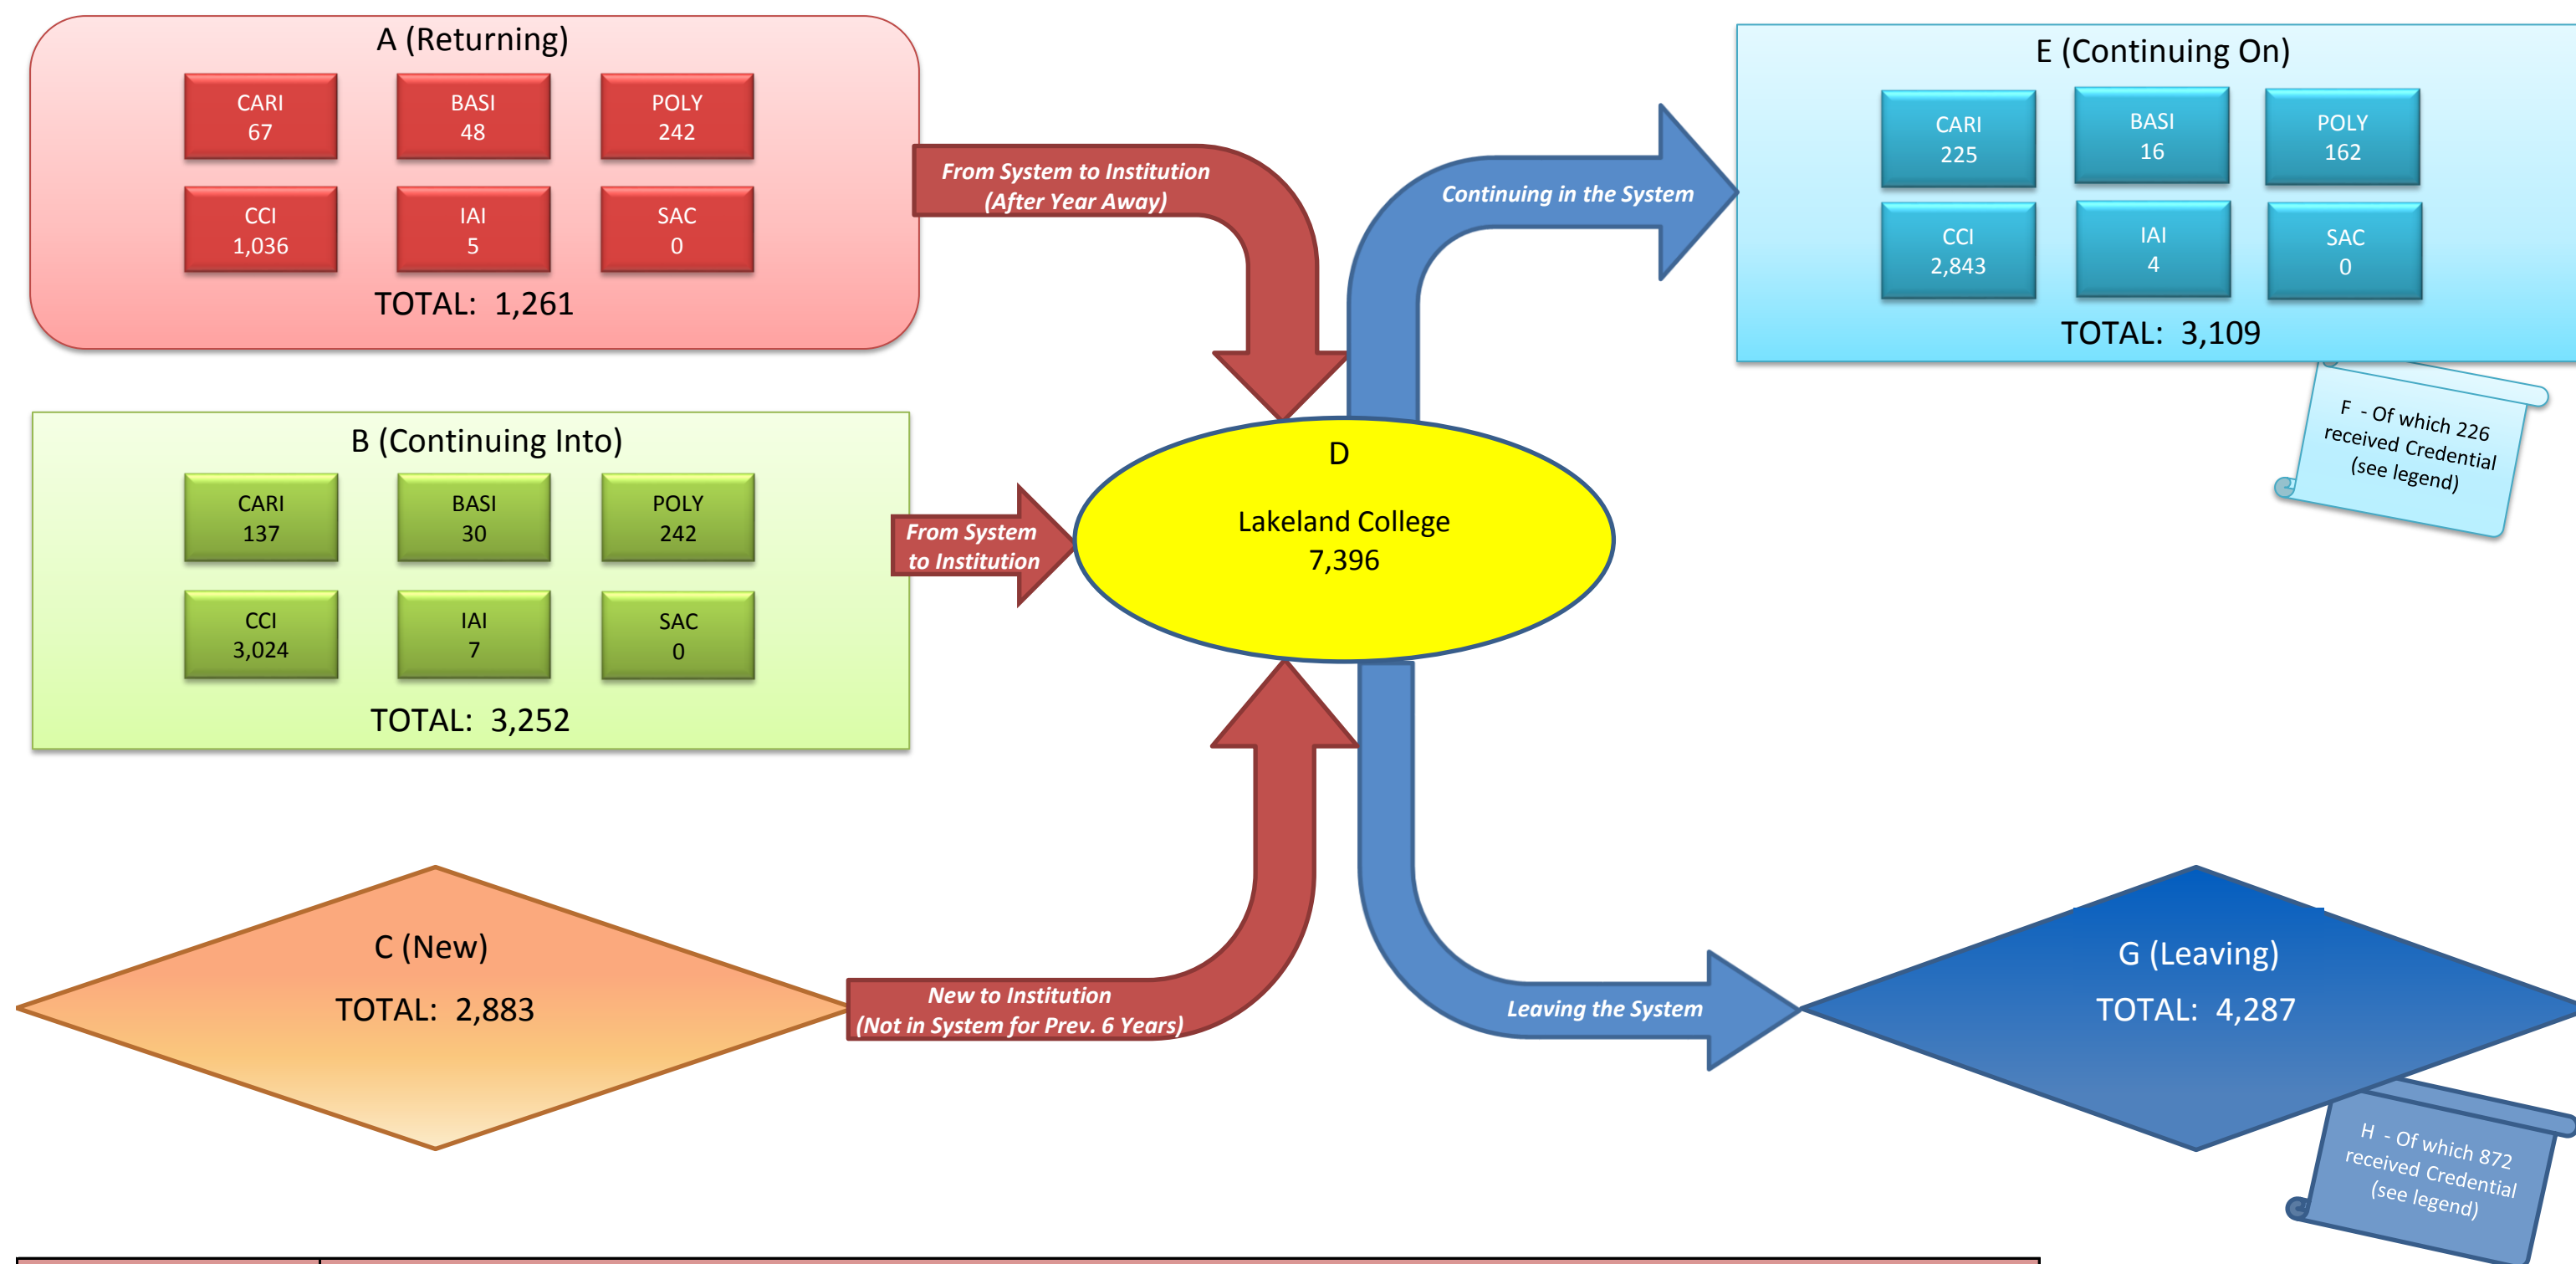 A (Returning)
CARI
67
BASI
48
POLY
242
CCI
1,036
IAI
5
SAC
0
TOTAL: 1,261
From System to Institution
(After Year Away)
Continuing in the System
E (Continuing On)
CARI
225
BASI
16
POLY
162
CCI
2,843
IAI
4
SAC
0
TOTAL: 3,109
F - Of which 226
received Credential
(see legend)
B (Continuing Into)
CARI
137
BASI
30
POLY
242
CCI
3,024
IAI
7
SAC
0
TOTAL: 3,252
From System
to Institution
D
Lakeland College
7,396
C (New)
TOTAL: 2,883
New to Institution
(Not in System for Prev. 6 Years)
Leaving the System
G (Leaving)
TOTAL: 4,287
H - Of which 872
received Credential
(see legend)